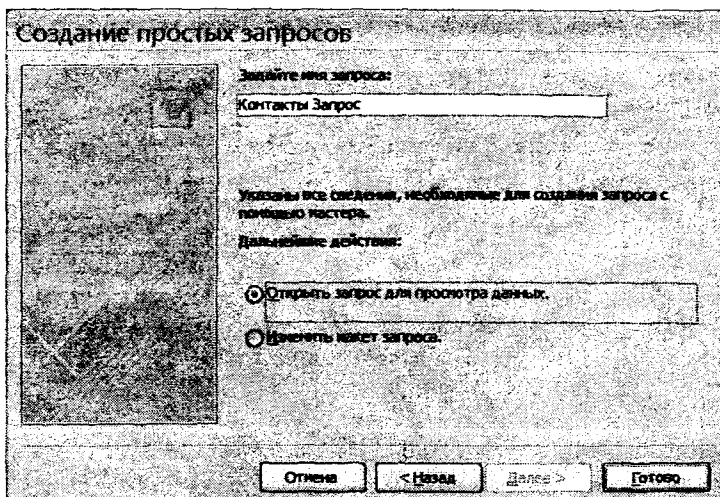 Создание простых запросов
Задайте имя запроса:
Контакты Запрос
Указаны все сведения, необходимые для создания запроса с
помощью мастера.
Дальнейшие действия:
Открыть запрос для просмотра данных.
Изменить макет запроса.
Отмена
< Назад
Далее >
Готово